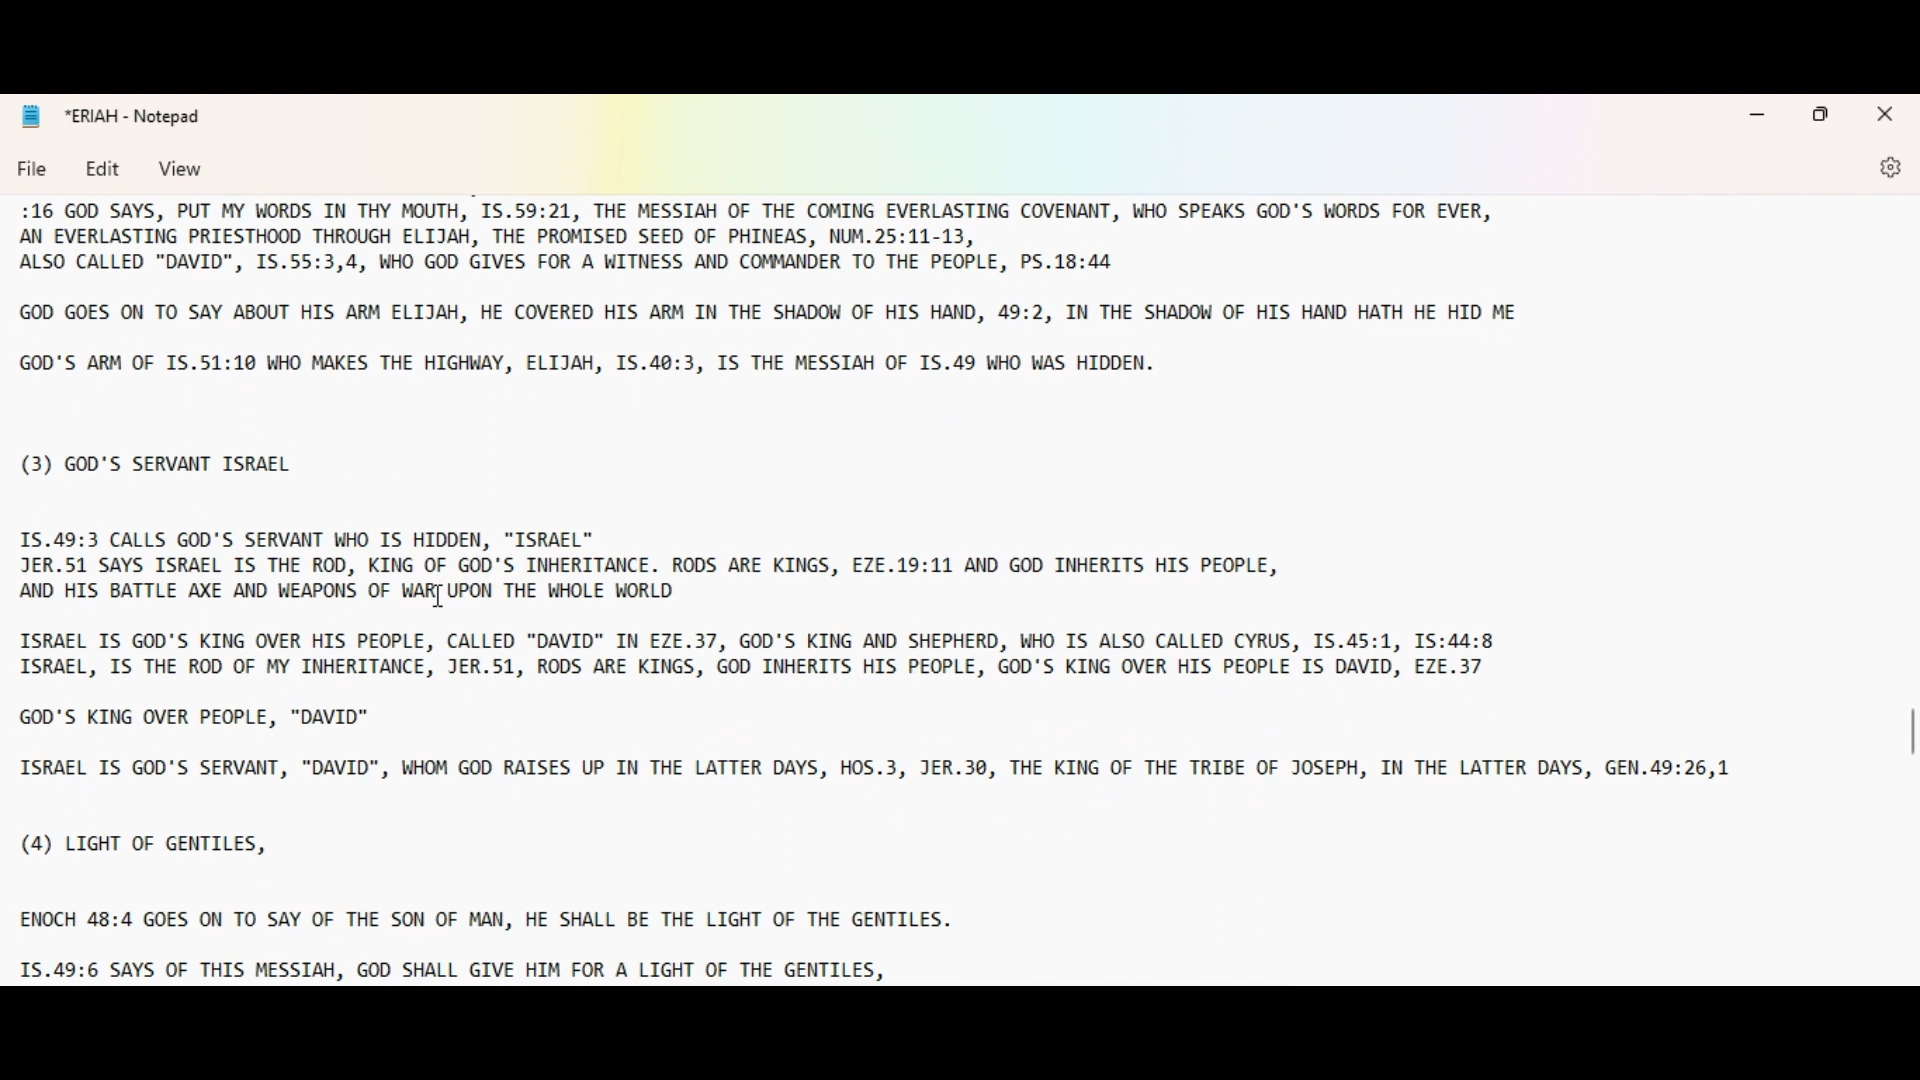 *ERIAH - Notepad
File Edit View
:16 GOD SAYS, PUT MY WORDS IN THY MOUTH, IS.59:21, THE MESSIAH OF THE COMING EVERLASTING COVENANT, WHO SPEAKS GOD'S WORDS FOR EVER,
AN EVERLASTING PRIESTHOOD THROUGH ELIJAH, THE PROMISED SEED OF PHINEAS, NUM.25:11-13,
ALSO CALLED "DAVID", IS.55:3,4, WHO GOD GIVES FOR A WITNESS AND COMMANDER TO THE PEOPLE, PS.18:44
GOD GOES ON TO SAY ABOUT HIS ARM ELIJAH, HE COVERED HIS ARM IN THE SHADOW OF HIS HAND, 49:2, IN THE SHADOW OF HIS HAND HATH HE HID ME
GOD'S ARM OF IS.51:10 WHO MAKES THE HIGHWAY, ELIJAH, IS.40:3, IS THE MESSIAH OF IS.49 WHO WAS HIDDEN.
(3) GOD'S SERVANT ISRAEL
IS.49:3 CALLS GOD'S SERVANT WHO IS HIDDEN, "ISRAEL"
JER.51 SAYS ISRAEL IS THE ROD, KING OF GOD'S INHERITANCE. RODS ARE KINGS, EZE.19:11 AND GOD INHERITS HIS PEOPLE,
AND HIS BATTLE AXE AND WEAPONS OF WAR UPON THE WHOLE WORLD
ISRAEL IS GOD'S KING OVER HIS PEOPLE, CALLED "DAVID" IN EZE.37, GOD'S KING AND SHEPHERD, WHO IS ALSO CALLED CYRUS, IS.45:1, IS:44:8
ISRAEL, IS THE ROD OF MY INHERITANCE, JER.51, RODS ARE KINGS, GOD INHERITS HIS PEOPLE, GOD'S KING OVER HIS PEOPLE IS DAVID, EZE.37
GOD'S KING OVER PEOPLE, "DAVID"
ISRAEL IS GOD'S SERVANT, "DAVID", WHOM GOD RAISES UP IN THE LATTER DAYS, HOS.3, JER.30, THE KING OF THE TRIBE OF JOSEPH, IN THE LATTER DAYS, GEN.49:26,1
(4) LIGHT OF GENTILES,
ENOCH 48:4 GOES ON TO SAY OF THE SON OF MAN, HE SHALL BE THE LIGHT OF THE GENTILES.
IS.49:6 SAYS OF THIS MESSIAH, GOD SHALL GIVE HIM FOR A LIGHT OF THE GENTILES,